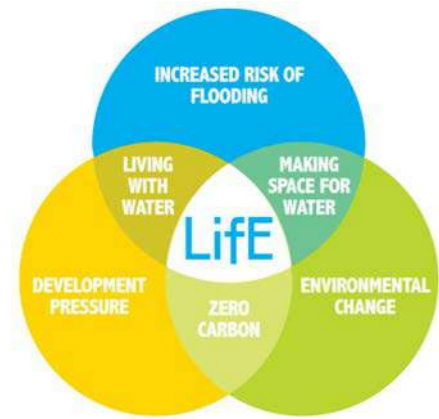 INCREASED RISK OF
FLOODING
LIVING
WITH
WATER
MAKING
SPACE FOR
WATER
LifE
DEVELOPMENT
PRESSURE
ZERO
CARBON
ENVIRONMENTAL
CHANGE